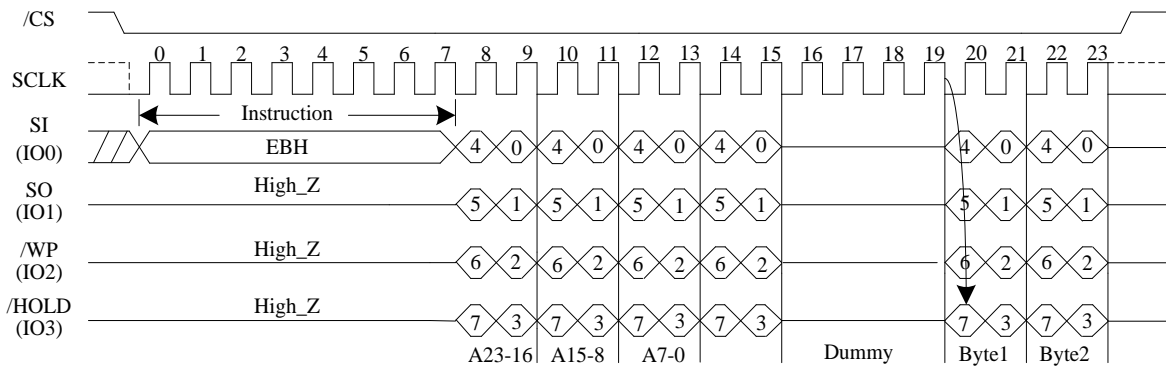 /CS
0 1 2 3 4 5 6 7 8 9 10 11 12 13 14 15 16 17 18 19 20 21 22 23
SCLK
Instruction
SI
(IO0)
EBH
4 0 4 0 4 0 4 0 4 0 4 0
SO
(IO1)
High_Z
5 1 5 1 5 1 5 1 5 1 5 1
/WP
(IO2)
High_Z
6 2 6 2 6 2 6 2 6 2 6 2
/HOLD
(IO3)
High_Z
7 3 7 3 7 3 7 3 7 3 7 3
A23-16 A15-8 A7-0 Dummy Byte1 Byte2